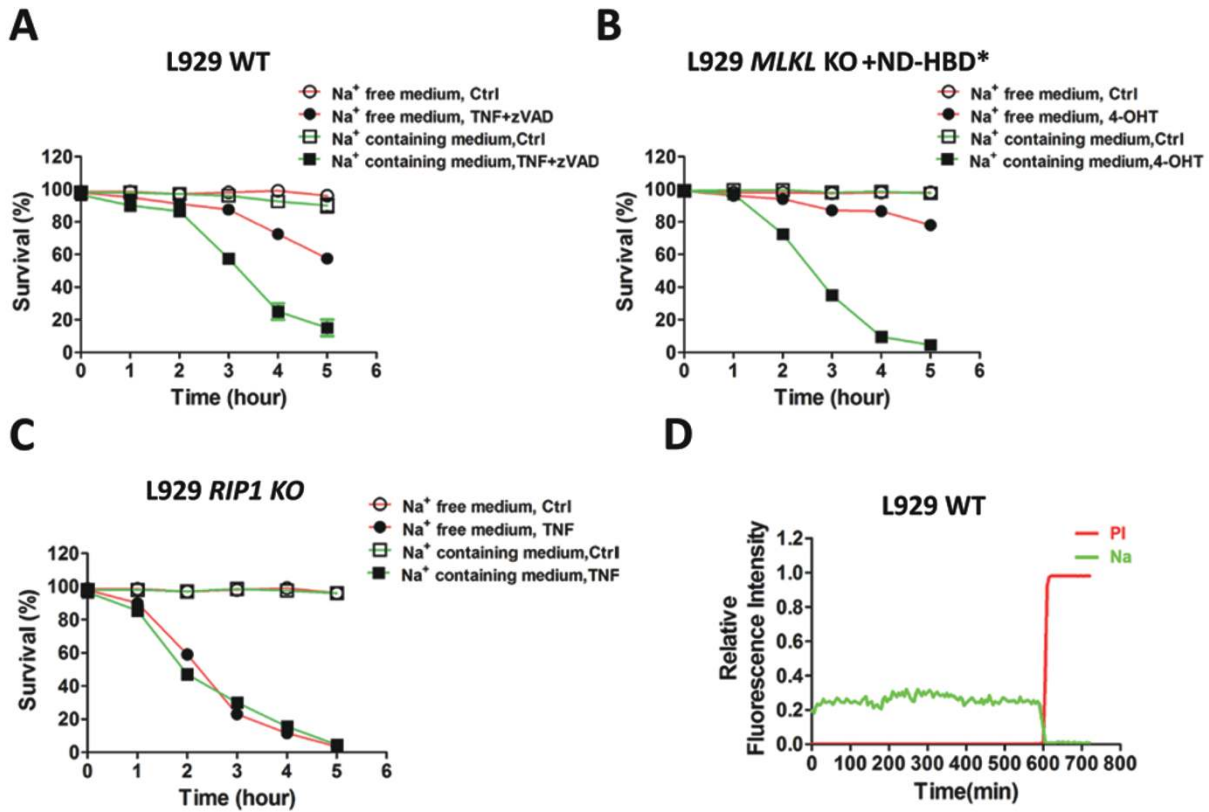 A
L929 WT
Na⁺ free medium, Ctrl
Na⁺ free medium, TNF+zVAD
Na⁺ containing medium,Ctrl
Na⁺ containing medium,TNF+zVAD
120
100
80
60
40
20
0
Survival (%)
0 1 2 3 4 5 6
Time (hour)
B
L929 MLKL KO +ND-HBD*
Na⁺ free medium, Ctrl
Na⁺ free medium, 4-OHT
Na⁺ containing medium,Ctrl
Na⁺ containing medium,4-OHT
120
100
80
60
40
20
0
Survival (%)
0 1 2 3 4 5 6
Time (hour)
C
L929 RIP1 KO
Na⁺ free medium, Ctrl
Na⁺ free medium, TNF
Na⁺ containing medium,Ctrl
Na⁺ containing medium,TNF
120
100
80
60
40
20
0
Survival (%)
0 1 2 3 4 5 6
Time (hour)
D
L929 WT
PI
Na
1.2
1.0
0.8
0.6
0.4
0.2
0.0
Relative
Fluorescence Intensity
0 100 200 300 400 500 600 700 800
Time(min)